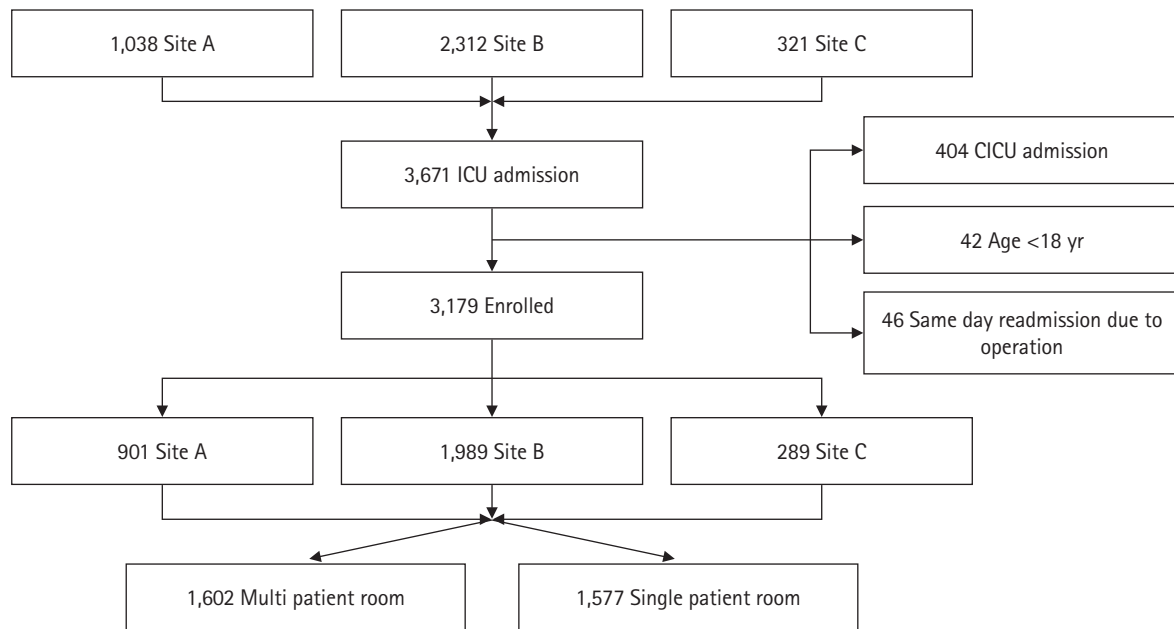 1,038 Site A
2,312 Site B
321 Site C
3,671 ICU admission
404 CICU admission
42 Age <18 yr
46 Same day readmission due to
operation
3,179 Enrolled
901 Site A
1,989 Site B
289 Site C
1,602 Multi patient room
1,577 Single patient room